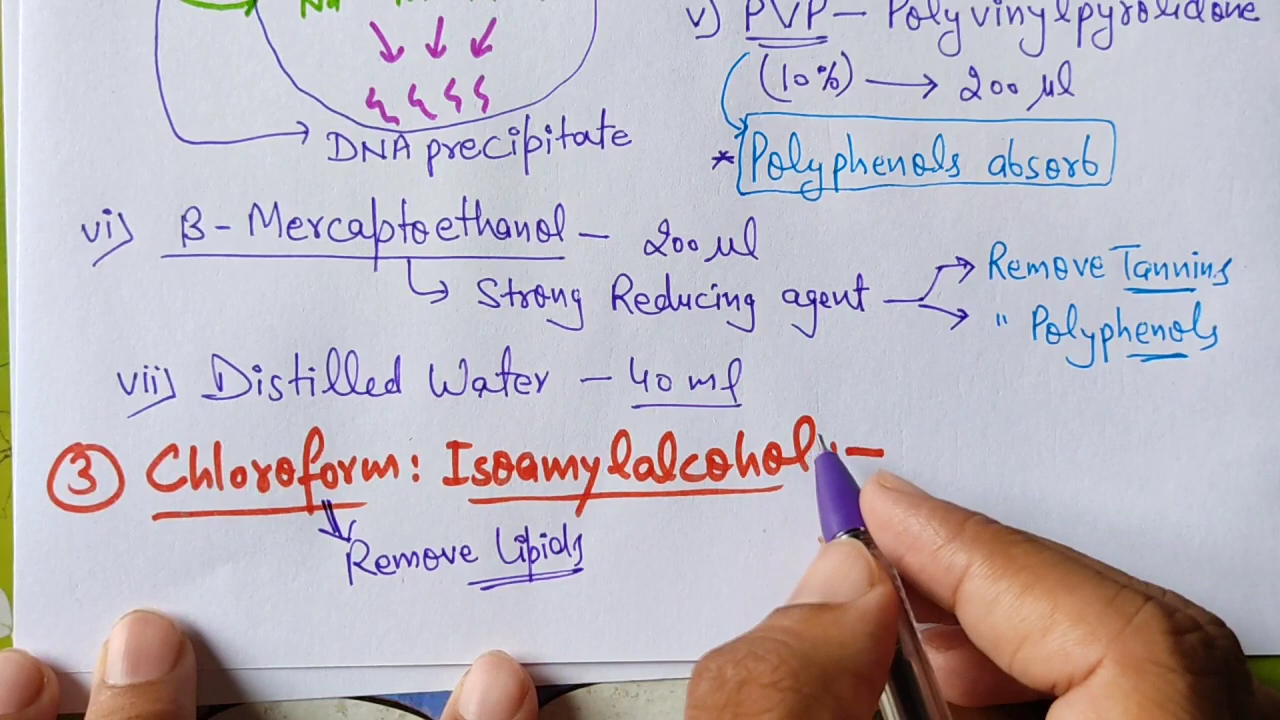 Na
DNA precipitate
v) PVP - Polyvinylpyrolidone
(10%) → 200 µl
* Polyphenols absorb
vi) β-Mercaptoethanol - 200 µl
↳ Strong Reducing agent → Remove Tannins
→ " Polyphenols
vii) Distilled Water - 40 ml
③ Chloroform: Isoamylalcohol:-
Remove Lipids